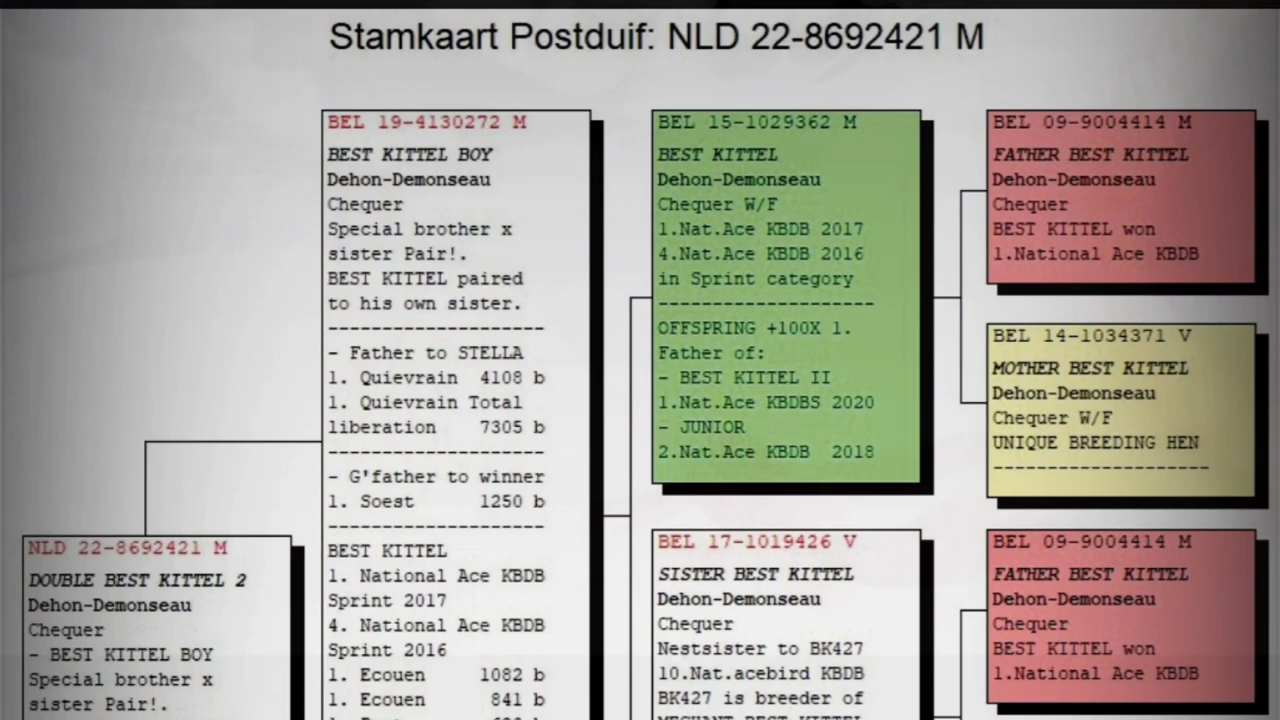 Stamkaart Postduif: NLD 22-8692421 M
NLD 22-8692421 M
DOUBLE BEST KITTEL 2
Dehon-Demonseau
Chequer
- BEST KITTEL BOY
Special brother x
sister Pair!.
BEL 19-4130272 M
BEST KITTEL BOY
Dehon-Demonseau
Chequer
Special brother x
sister Pair!.
BEST KITTEL paired
to his own sister.
--------------------
- Father to STELLA
1. Quievrain 4108 b
1. Quievrain Total
liberation 7305 b
--------------------
- G'father to winner
1. Soest 1250 b
--------------------
BEST KITTEL
1. National Ace KBDB
Sprint 2017
4. National Ace KBDB
Sprint 2016
1. Ecouen 1082 b
1. Ecouen 841 b
BEL 15-1029362 M
BEST KITTEL
Dehon-Demonseau
Chequer W/F
1.Nat.Ace KBDB 2017
4.Nat.Ace KBDB 2016
in Sprint category
--------------------
OFFSPRING +100X 1.
Father of:
- BEST KITTEL II
1.Nat.Ace KBDBS 2020
- JUNIOR
2.Nat.Ace KBDB 2018
BEL 17-1019426 V
SISTER BEST KITTEL
Dehon-Demonseau
Chequer
Nestsister to BK427
10.Nat.acebird KBDB
BK427 is breeder of
BEL 09-9004414 M
FATHER BEST KITTEL
Dehon-Demonseau
Chequer
BEST KITTEL won
1.National Ace KBDB
BEL 14-1034371 V
MOTHER BEST KITTEL
Dehon-Demonseau
Chequer W/F
UNIQUE BREEDING HEN
--------------------
BEL 09-9004414 M
FATHER BEST KITTEL
Dehon-Demonseau
Chequer
BEST KITTEL won
1.National Ace KBDB